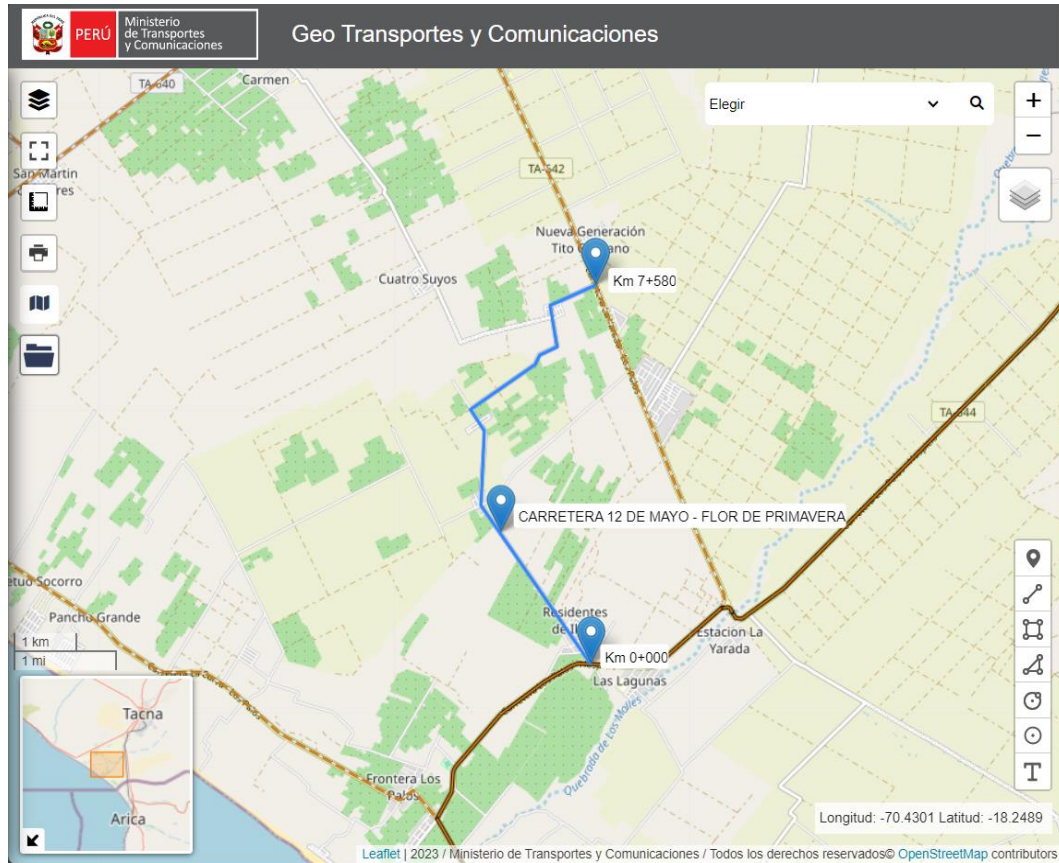 PERÚ
Ministerio
de Transportes
y Comunicaciones
Geo Transportes y Comunicaciones
TA-640
Carmen
Elegir
+
−
San Martin
TA-642
Nueva Generación
Tito
Cuatro Suyos
Km 7+580
TA-644
CARRETERA 12 DE MAYO - FLOR DE PRIMAVERA
Socorro
Pancho Grande
Residentes
de
1 km
1 mi
Km 0+000
Estacion La
Yarada
Las Lagunas
Quebrada de Los Molles
Frontera Los
Palos
Tacna
Arica
T
Longitud: -70.4301 Latitud: -18.2489
Leaflet | 2023 / Ministerio de Transportes y Comunicaciones / Todos los derechos reservados© OpenStreetMap contributors